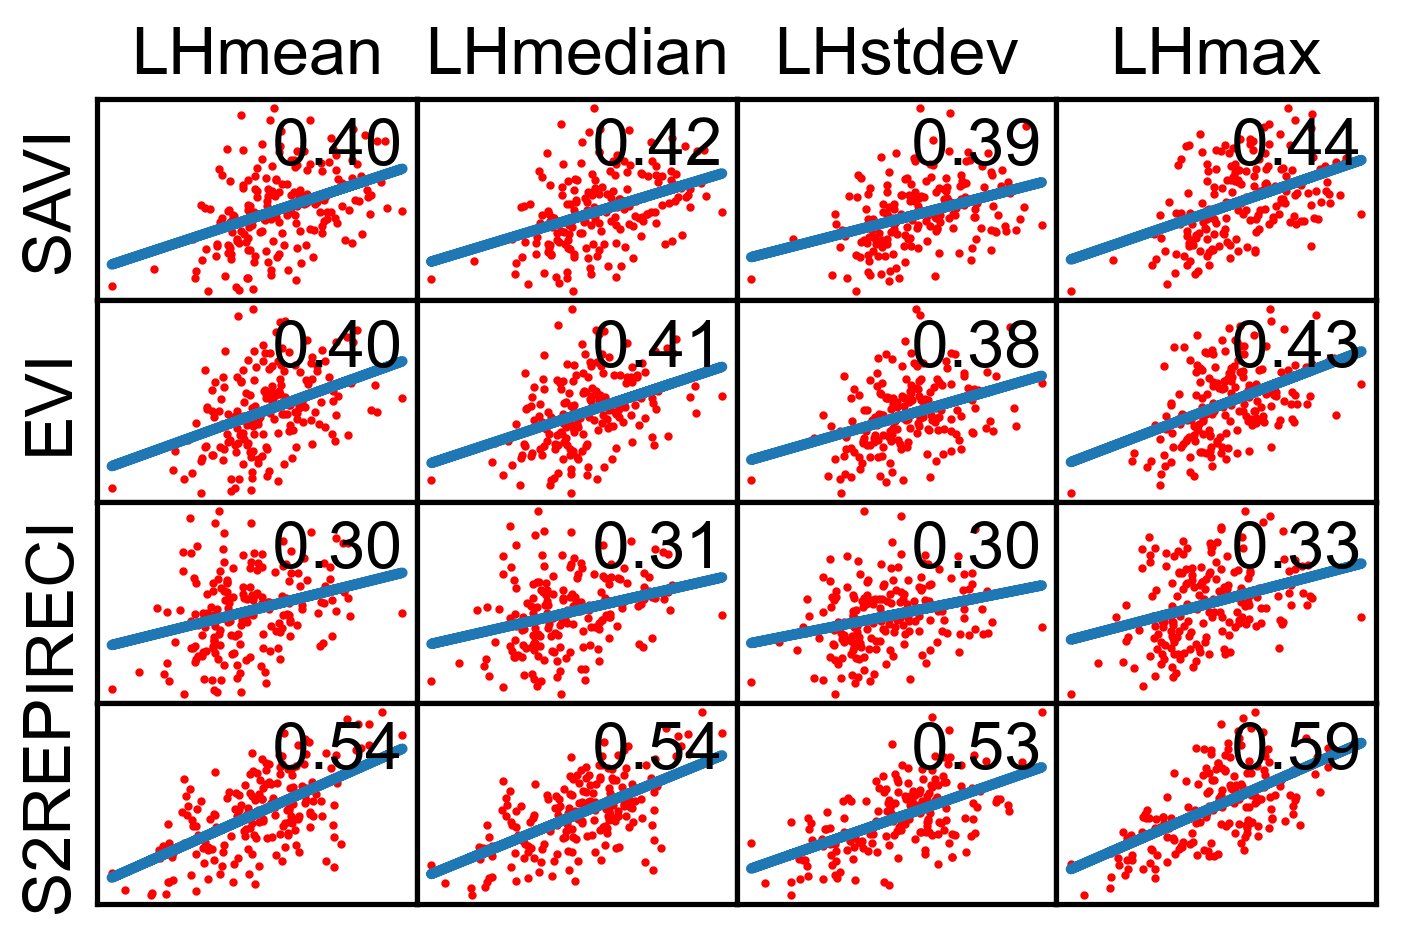 LHmean LHmedian LHstdev LHmax
SAVI 0.40 0.42 0.39 0.44
EVI 0.40 0.41 0.38 0.43
IRECI 0.30 0.31 0.30 0.33
S2REP 0.54 0.54 0.53 0.59